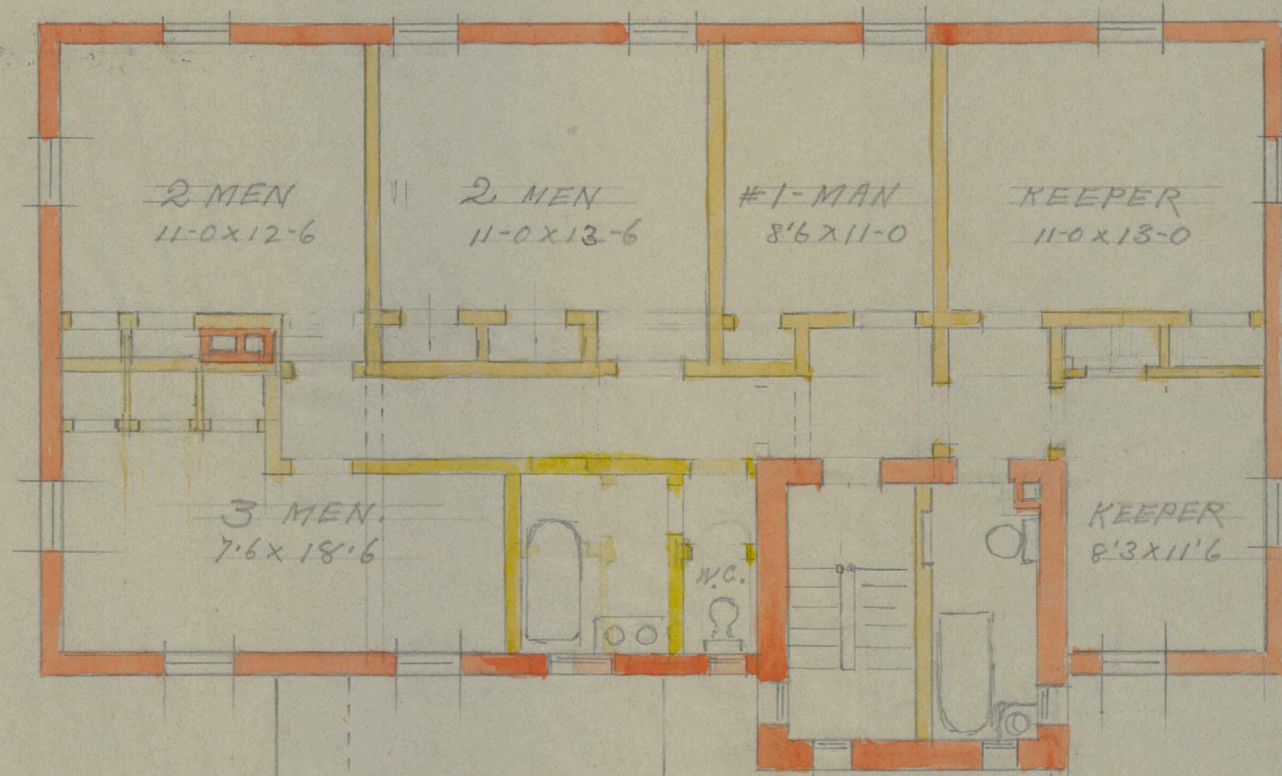 2 MEN
11-0 X 12-6
2 MEN
11-0 X 13-6
#1-MAN
8'6 X 11-0
KEEPER
11-0 X 13-0
3 MEN.
7'6 X 18'6
W.C.
KEEPER
8'3 X 11'6